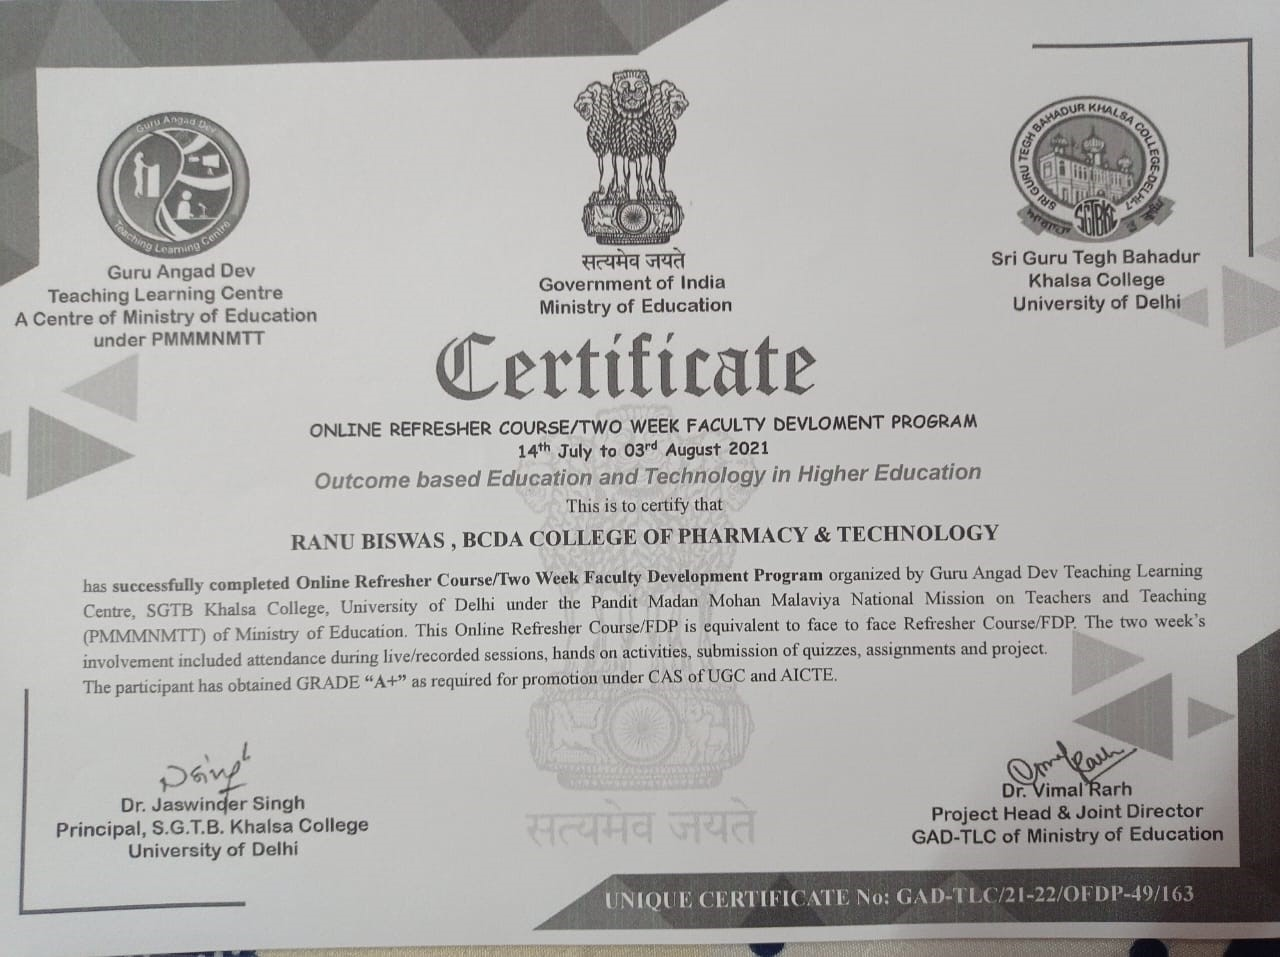 Guru Angad Dev
Teaching Learning Centre
Guru Angad Dev
Teaching Learning Centre
A Centre of Ministry of Education
under PMMMNMTT
सत्यमेव जयते
Government of India
Ministry of Education
SRI GURU TEGH BAHADUR KHALSA COLLEGE-DELHI-7
SGTBKC
Sri Guru Tegh Bahadur
Khalsa College
University of Delhi
Certificate
ONLINE REFRESHER COURSE/TWO WEEK FACULTY DEVLOMENT PROGRAM
14th July to 03rd August 2021
Outcome based Education and Technology in Higher Education
This is to certify that
RANU BISWAS , BCDA COLLEGE OF PHARMACY & TECHNOLOGY
has successfully completed Online Refresher Course/Two Week Faculty Development Program organized by Guru Angad Dev Teaching Learning
Centre, SGTB Khalsa College, University of Delhi under the Pandit Madan Mohan Malaviya National Mission on Teachers and Teaching
(PMMMNMTT) of Ministry of Education. This Online Refresher Course/FDP is equivalent to face to face Refresher Course/FDP. The two week's
involvement included attendance during live/recorded sessions, hands on activities, submission of quizzes, assignments and project.
The participant has obtained GRADE “A+” as required for promotion under CAS of UGC and AICTE.
Dr. Jaswinder Singh
Principal, S.G.T.B. Khalsa College
University of Delhi
सत्यमेव जयते
Dr. Vimal Rarh
Project Head & Joint Director
GAD-TLC of Ministry of Education
UNIQUE CERTIFICATE No: GAD-TLC/21-22/OFDP-49/163